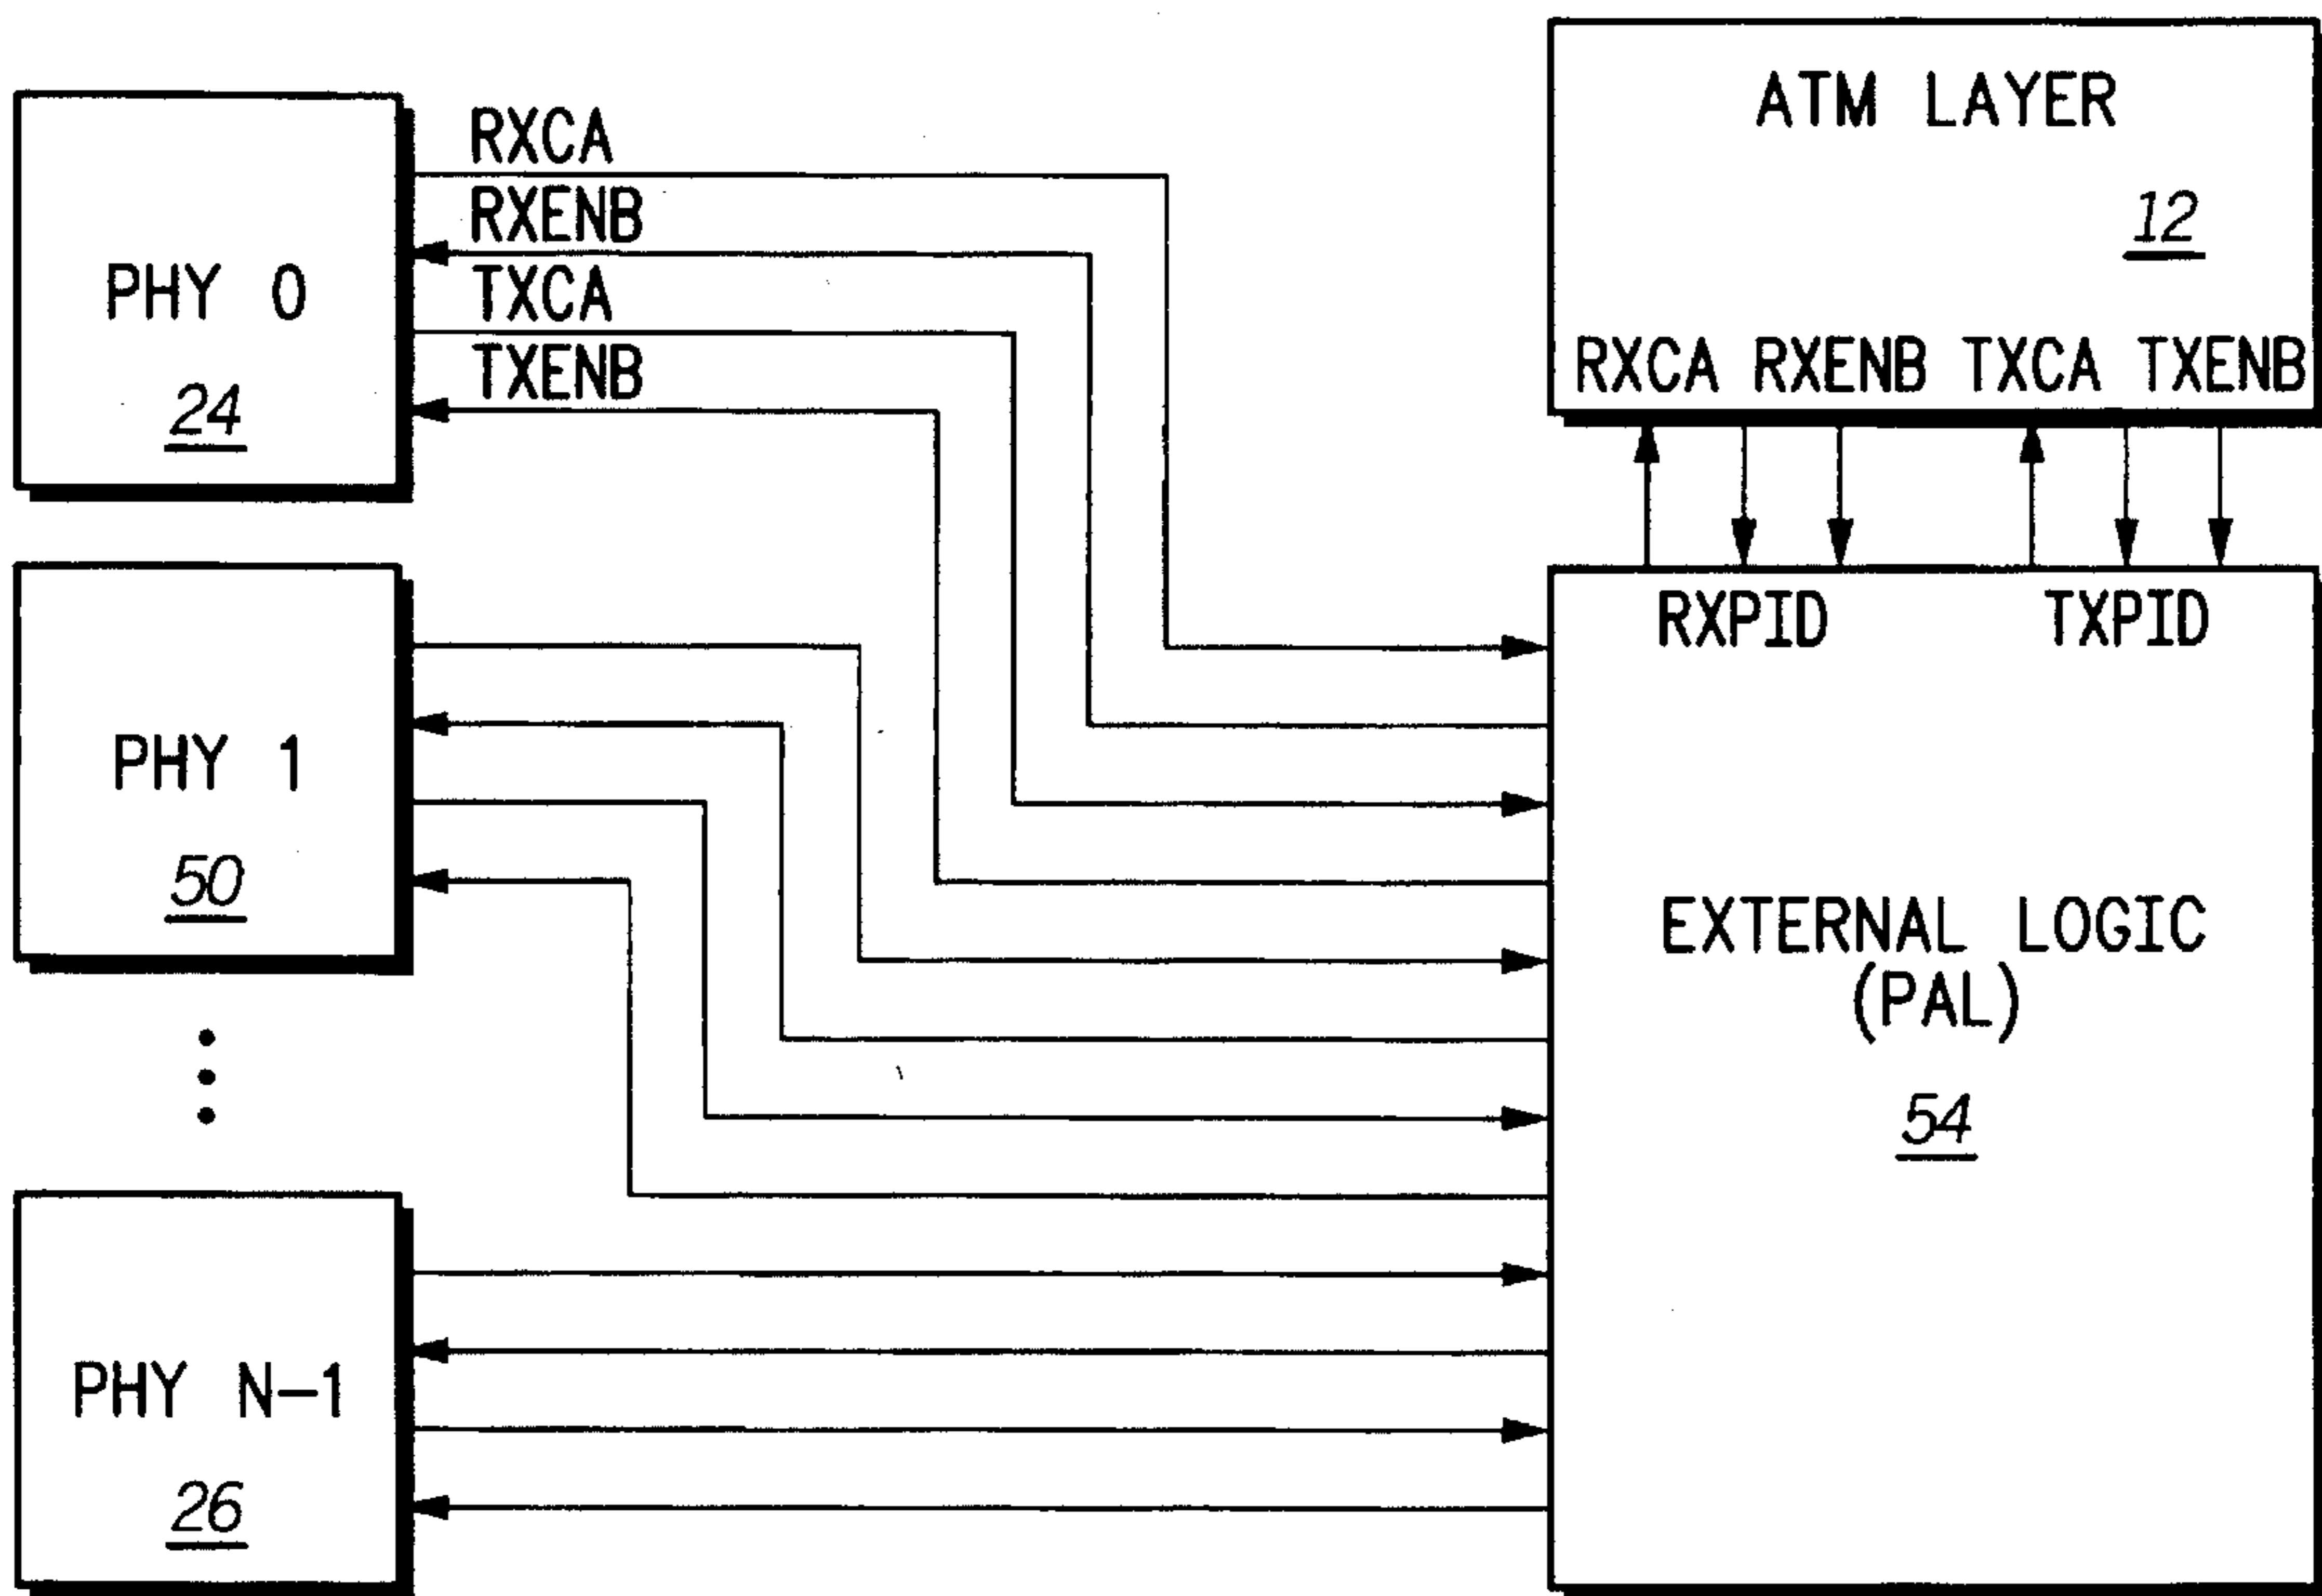 PHY 0
24
RXCA
RXENB
TXCA
TXENB
ATM LAYER
12
RXCA RXENB TXCA TXENB
RXPID TXPID
EXTERNAL LOGIC
(PAL)
54
PHY 1
50
PHY N-1
26